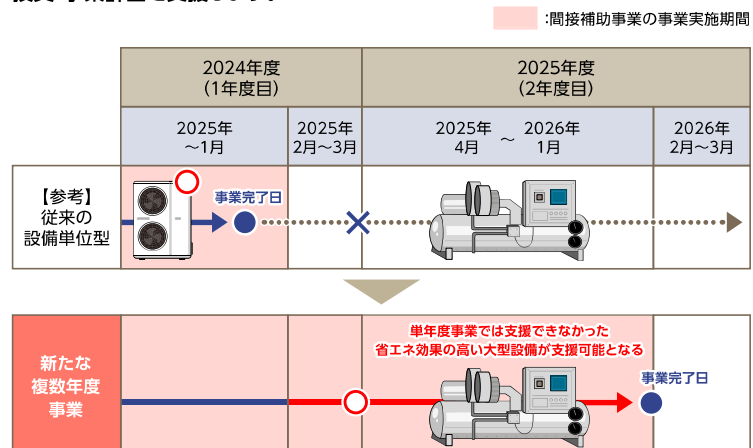 :間接補助事業の事業実施期間
2024年度
(1年度目)
2025年度
(2年度目)
2025年
～1月
2025年
2月～3月
2025年
4月
～
2026年
1月
2026年
2月～3月
【参考】
従来の
設備単位型
事業完了日
新たな
複数年度
事業
単年度事業では支援できなかった
省エネ効果の高い大型設備が支援可能となる
事業完了日